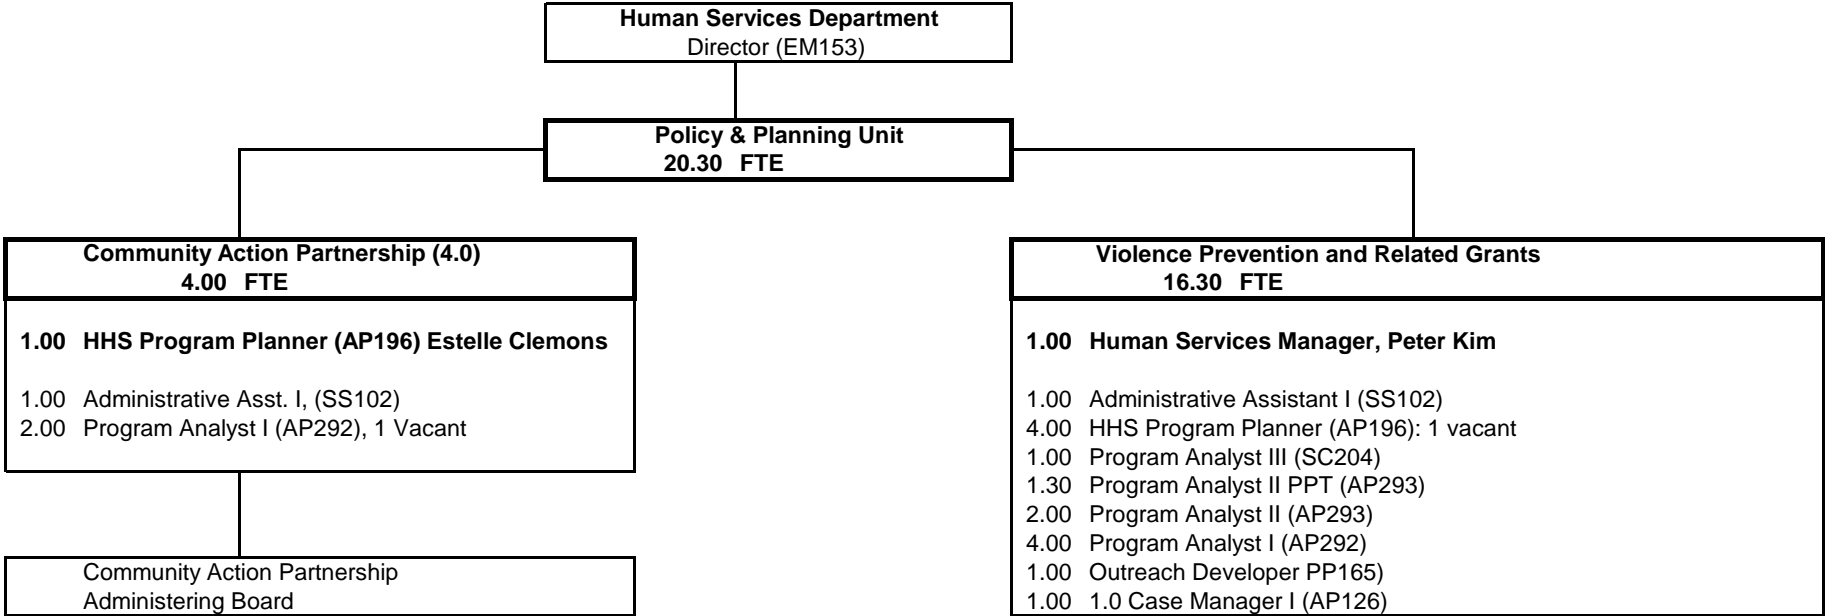 Human Services Department
Director (EM153)
Policy & Planning Unit
20.30 FTE
Community Action Partnership (4.0)
4.00 FTE
1.00 HHS Program Planner (AP196) Estelle Clemons
1.00 Administrative Asst. I, (SS102)
2.00 Program Analyst I (AP292), 1 Vacant
Community Action Partnership
Administering Board
Violence Prevention and Related Grants
16.30 FTE
1.00 Human Services Manager, Peter Kim
1.00 Administrative Assistant I (SS102)
4.00 HHS Program Planner (AP196): 1 vacant
1.00 Program Analyst III (SC204)
1.30 Program Analyst II PPT (AP293)
2.00 Program Analyst II (AP293)
4.00 Program Analyst I (AP292)
1.00 Outreach Developer PP165)
1.00 1.0 Case Manager I (AP126)